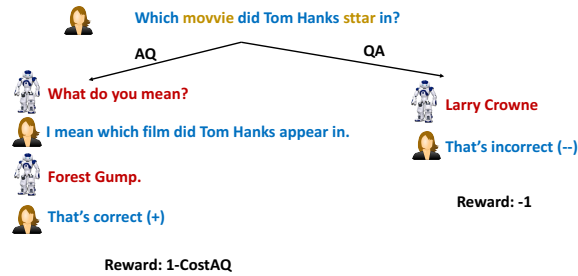 Which movvie did Tom Hanks sttar in?
AQ
QA
What do you mean?
I mean which film did Tom Hanks appear in.
Forest Gump.
That's correct (+)
Reward: 1-CostAQ
Larry Crowne
That's incorrect (--)
Reward: -1